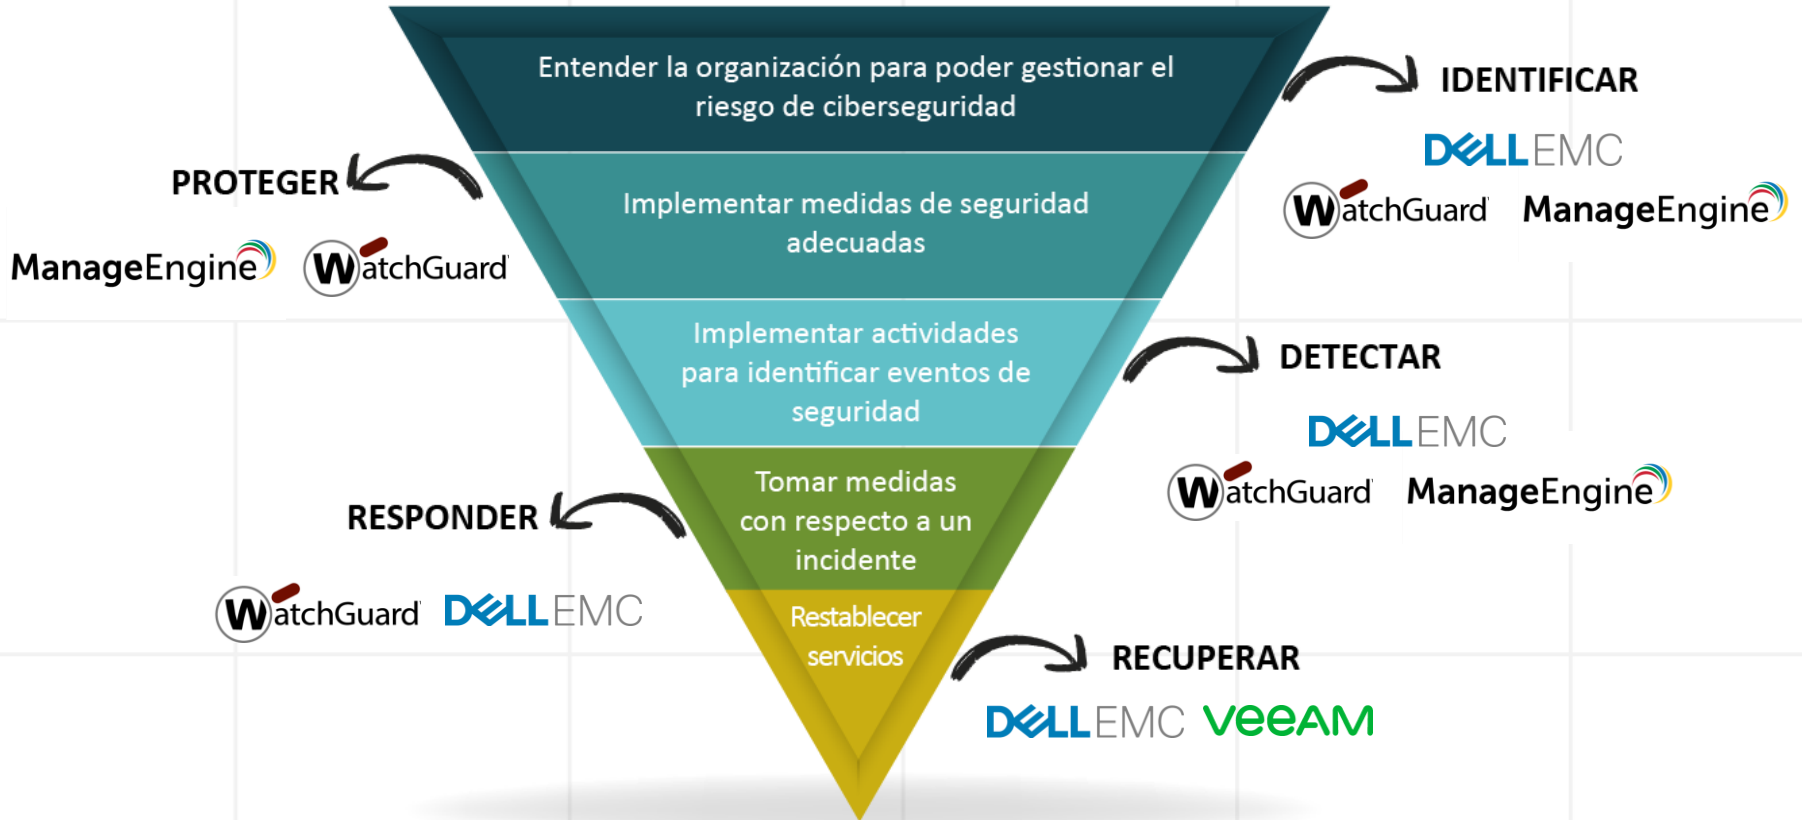 Entender la organización para poder gestionar el
riesgo de ciberseguridad
IDENTIFICAR
DELLEMC
WatchGuard ManageEngine
PROTEGER
ManageEngine WatchGuard
Implementar medidas de seguridad
adecuadas
Implementar actividades
para identificar eventos de
seguridad
DETECTAR
DELLEMC
WatchGuard ManageEngine
Tomar medidas
con respecto a un
incidente
RESPONDER
WatchGuard DELLEMC
Restablecer
servicios
RECUPERAR
DELLEMC veeAM